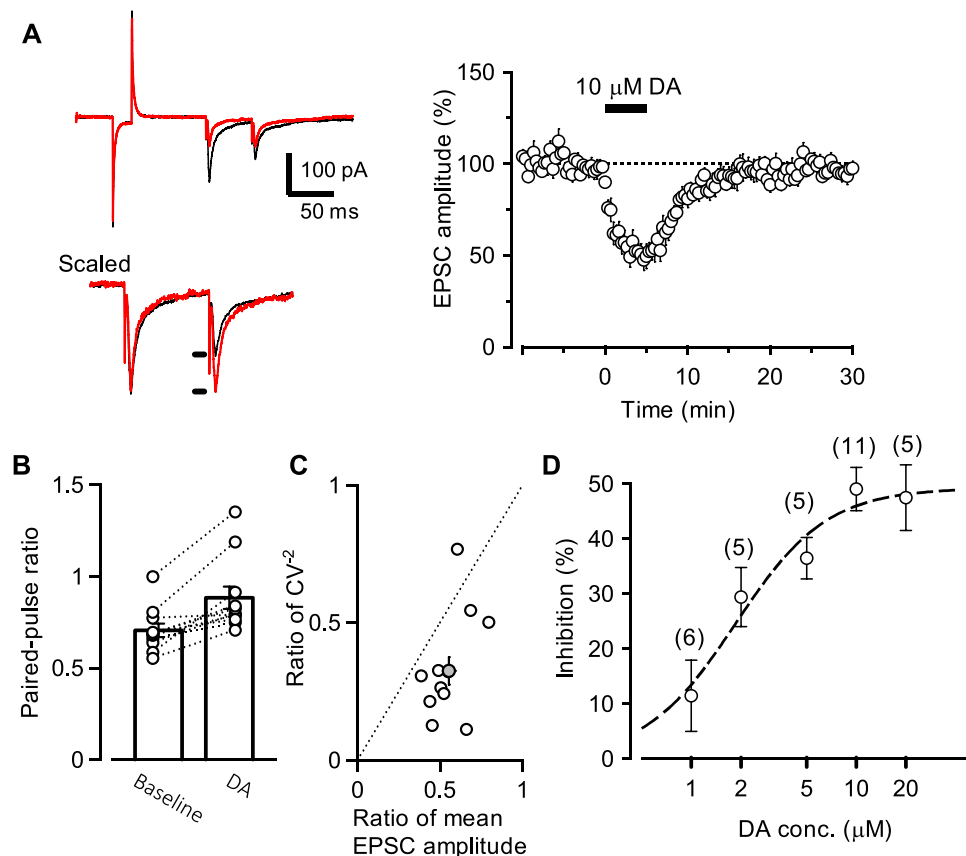 A
100 pA
50 ms
Scaled
EPSC amplitude (%)
150
100
50
0
10 μM DA
0
10
20
30
Time (min)
B
Paired-pulse ratio
1.5
1
0.5
0
Baseline
DA
C
Ratio of CV⁻²
1
0.5
0
0
0.5
1
Ratio of mean
EPSC amplitude
D
Inhibition (%)
50
40
30
20
10
0
(6)
(5)
(5)
(11)
(5)
1
2
5
10
20
DA conc. (μM)